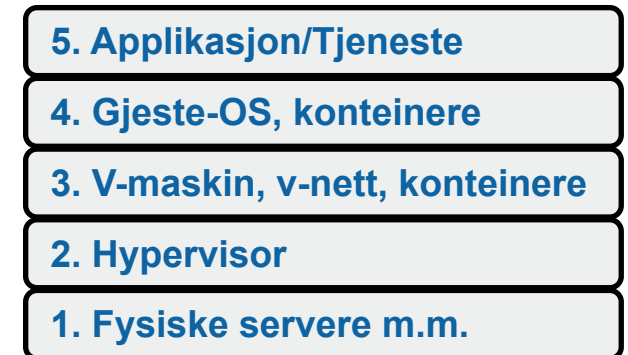 5. Applikasjon/Tjeneste
4. Gjeste-OS, konteinere
3. V-maskin, v-nett, konteinere
2. Hypervisor
1. Fysiske servere m.m.